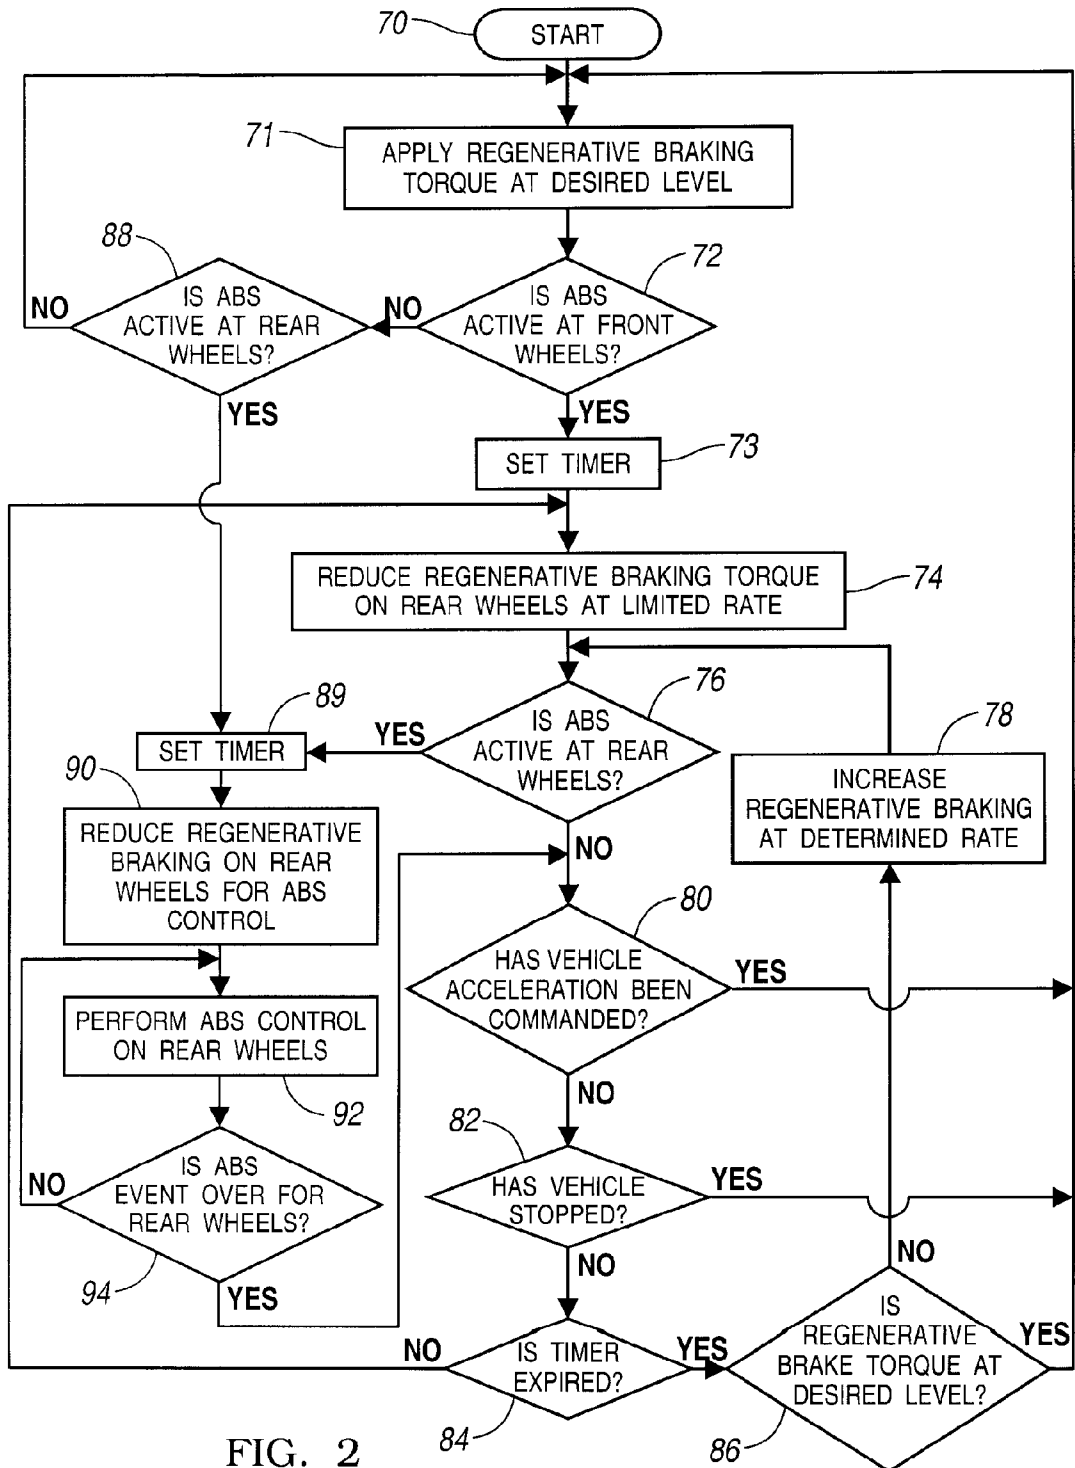 70
START
71
APPLY REGENERATIVE BRAKING
TORQUE AT DESIRED LEVEL
88
72
NO
IS ABS
ACTIVE AT REAR
WHEELS?
NO
IS ABS
ACTIVE AT FRONT
WHEELS?
YES
YES
73
SET TIMER
REDUCE REGENERATIVE BRAKING TORQUE
ON REAR WHEELS AT LIMITED RATE
74
76
89
YES
IS ABS
ACTIVE AT REAR
WHEELS?
SET TIMER
78
INCREASE
REGENERATIVE BRAKING
AT DETERMINED RATE
90
REDUCE REGENERATIVE
BRAKING ON REAR
WHEELS FOR ABS
CONTROL
NO
80
HAS VEHICLE
ACCELERATION BEEN
COMMANDED?
YES
PERFORM ABS CONTROL
ON REAR WHEELS
92
NO
82
HAS VEHICLE
STOPPED?
YES
NO
IS ABS
EVENT OVER FOR
REAR WHEELS?
94
YES
NO
NO
NO
IS TIMER
EXPIRED?
YES
84
IS
REGENERATIVE
BRAKE TORQUE AT
DESIRED LEVEL?
YES
86
FIG. 2